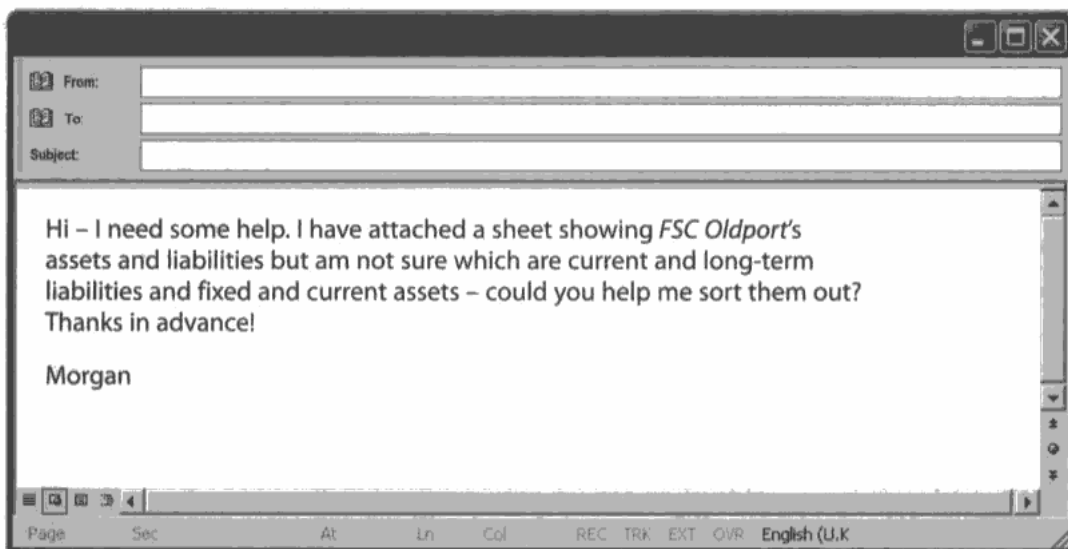 From:
To:
Subject:
Hi – I need some help. I have attached a sheet showing FSC Oldport's
assets and liabilities but am not sure which are current and long-term
liabilities and fixed and current assets – could you help me sort them out?
Thanks in advance!
Morgan
Page Sec At Ln Col REC TRK EXT OVR English (U.K